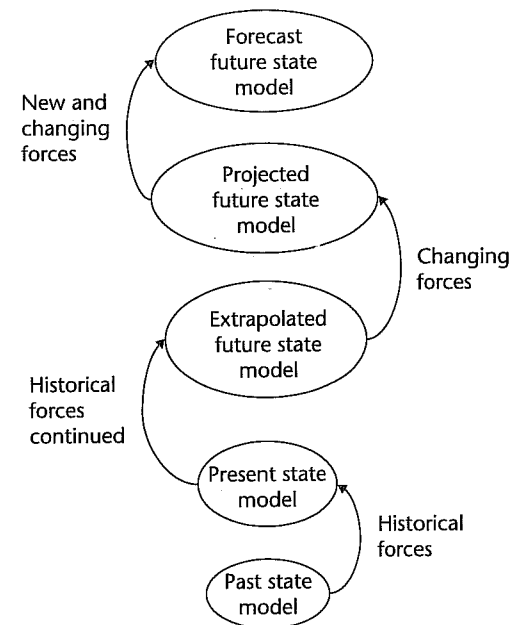 Forecast
future state
model
New and
changing
forces
Projected
future state
model
Changing
forces
Extrapolated
future state
model
Historical
forces
continued
Present state
model
Historical
forces
Past state
model